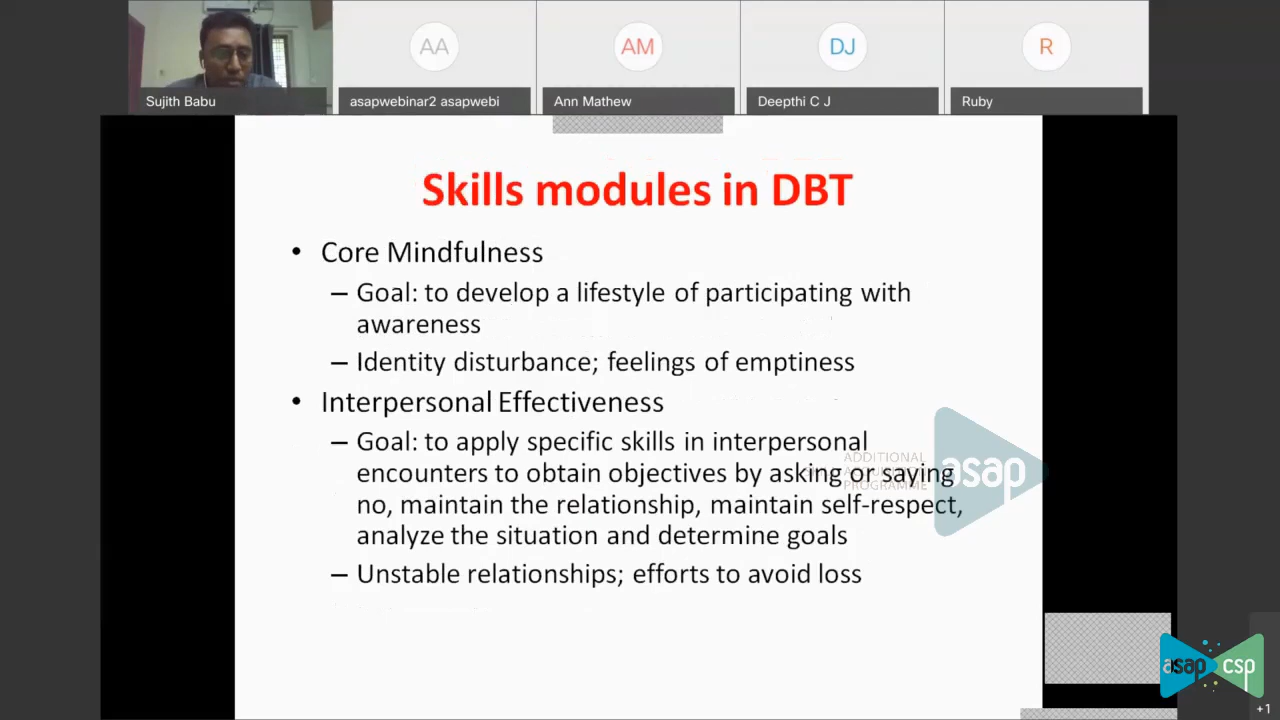 AA
AM
DJ
R
Sujith Babu
asapwebinar2 asapwebi
Ann Mathew
Deepthi C J
Ruby
Skills modules in DBT
• Core Mindfulness
– Goal: to develop a lifestyle of participating with
awareness
– Identity disturbance; feelings of emptiness
• Interpersonal Effectiveness
– Goal: to apply specific skills in interpersonal
encounters to obtain objectives by asking or saying
no, maintain the relationship, maintain self-respect,
analyze the situation and determine goals
– Unstable relationships; efforts to avoid loss
ADDITIONAL
PROGRAMME
asap
asap csp
+1